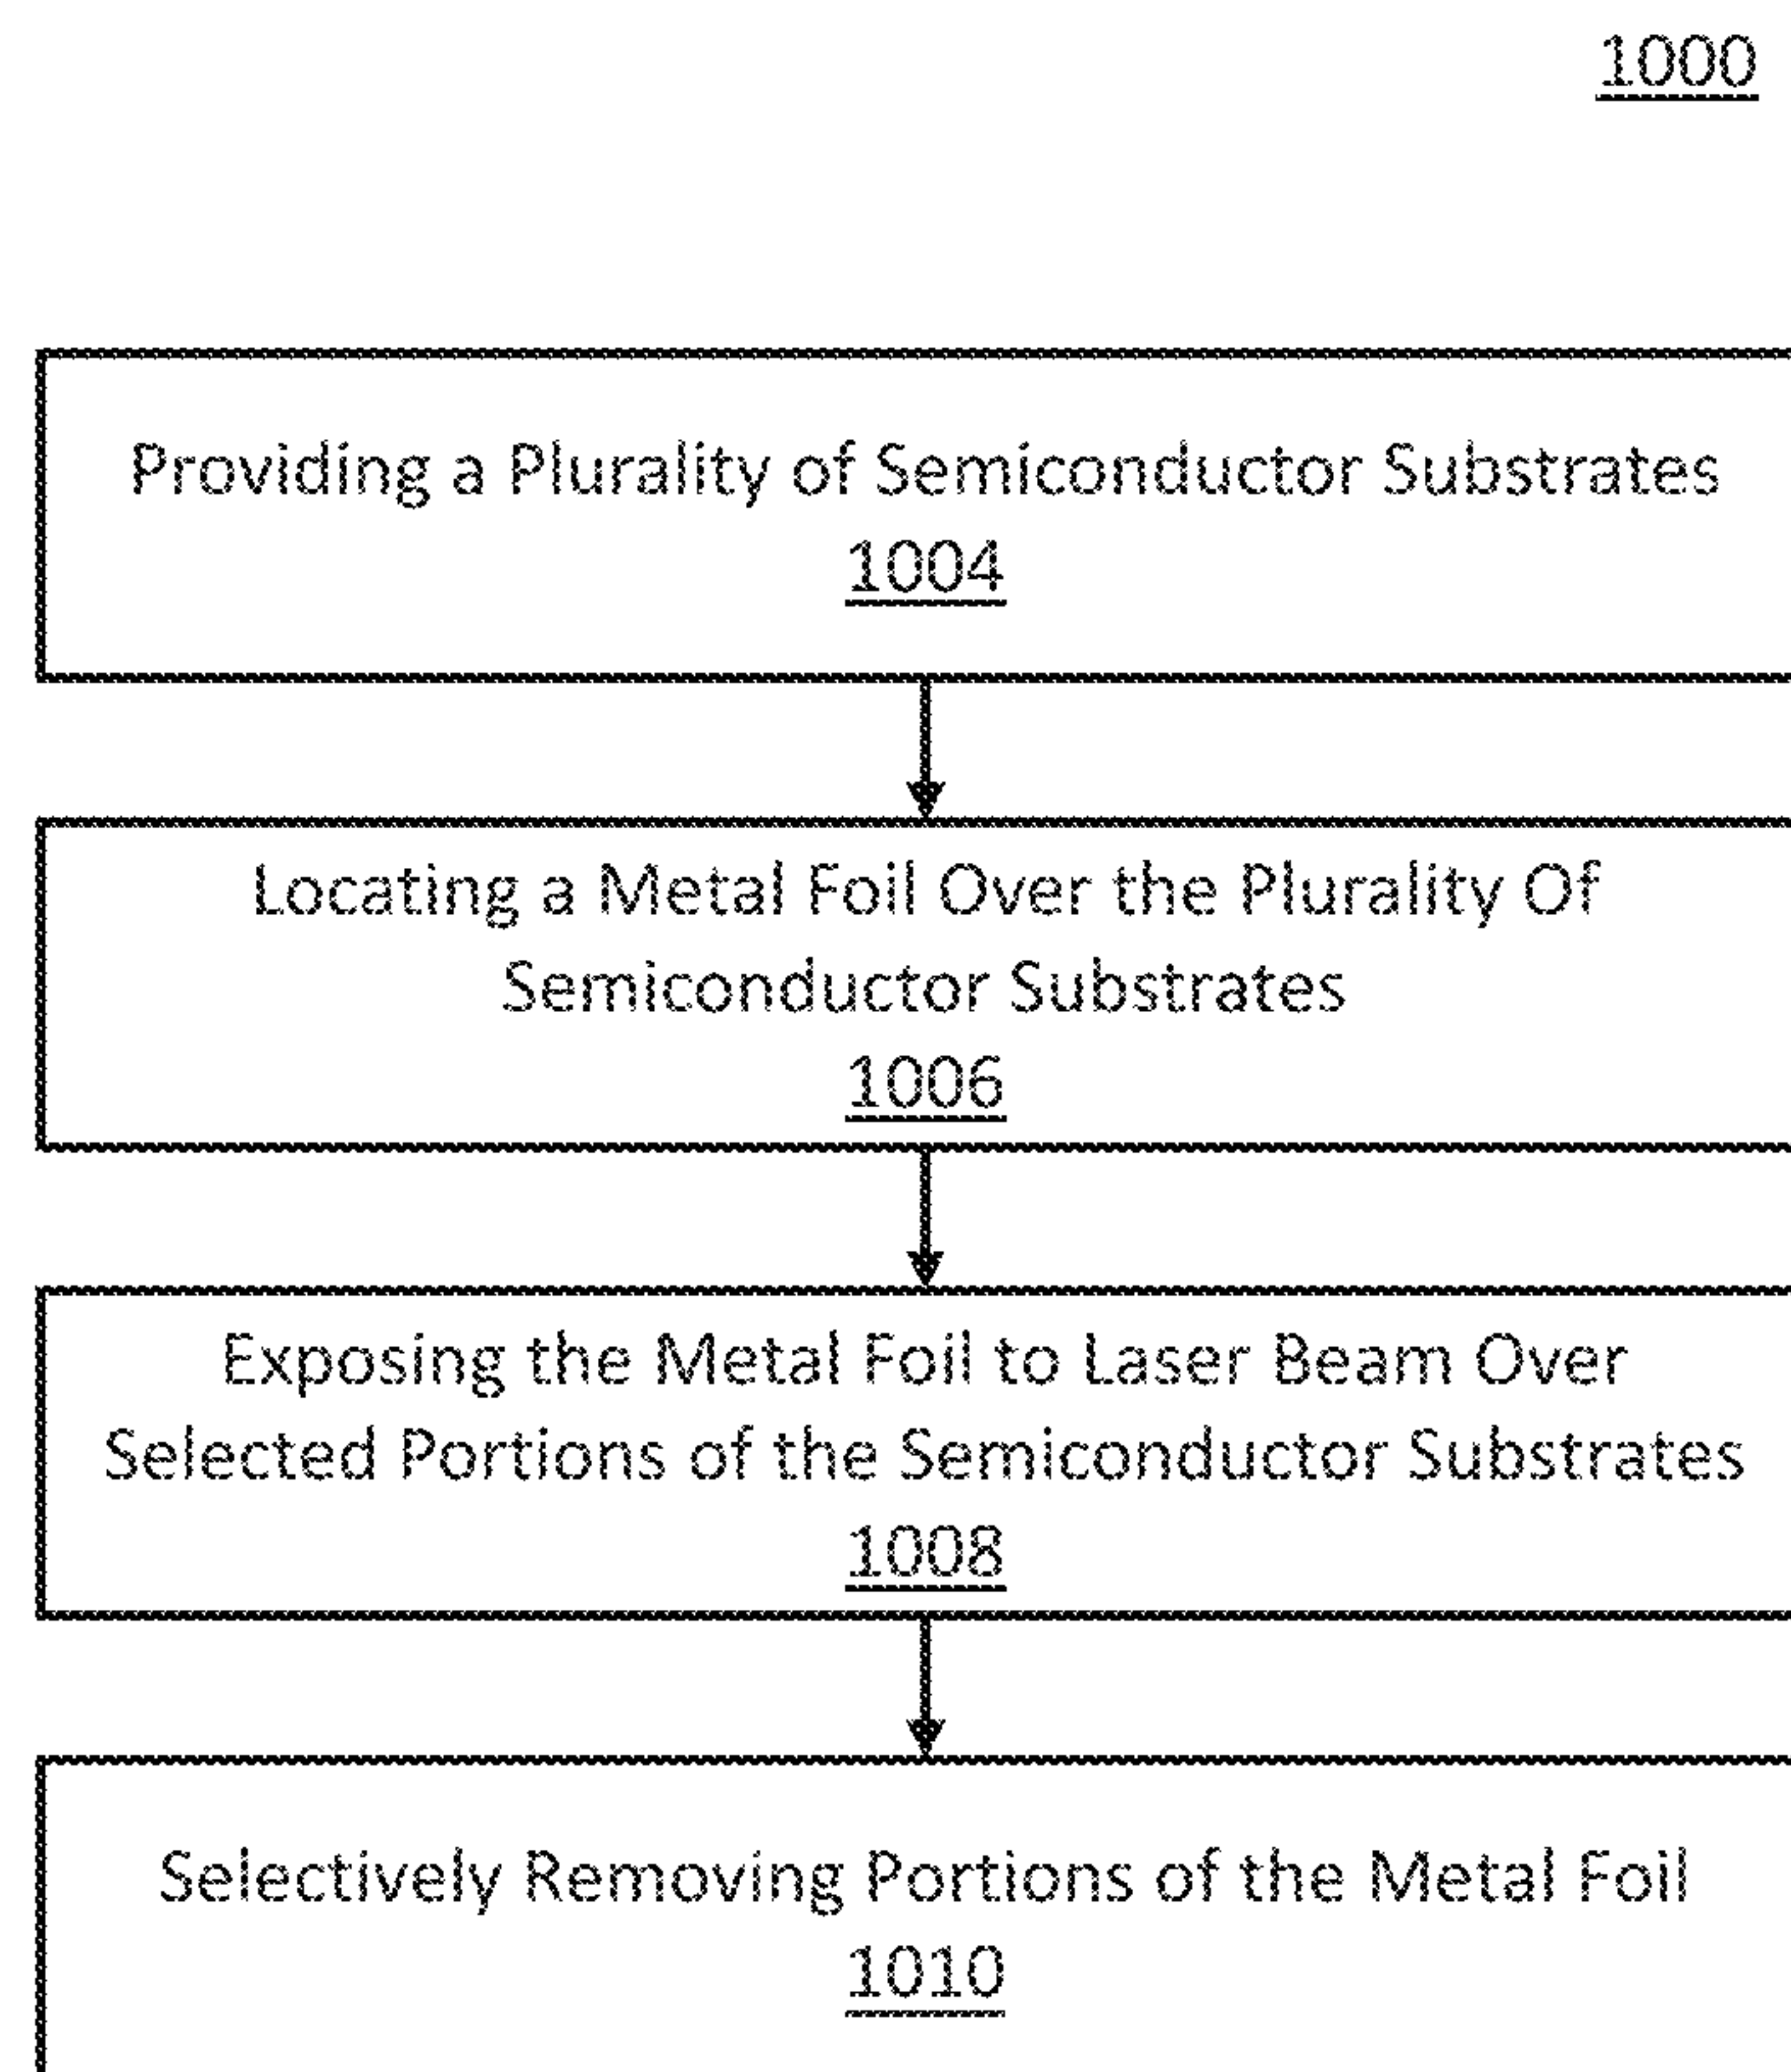 1000
Providing a Plurality of Semiconductor Substrates
1004
Locating a Metal Foil Over the Plurality Of
Semiconductor Substrates
1006
Exposing the Metal Foil to Laser Beam Over
Selected Portions of the Semiconductor Substrates
1008
Selectively Removing Portions of the Metal Foil
1010